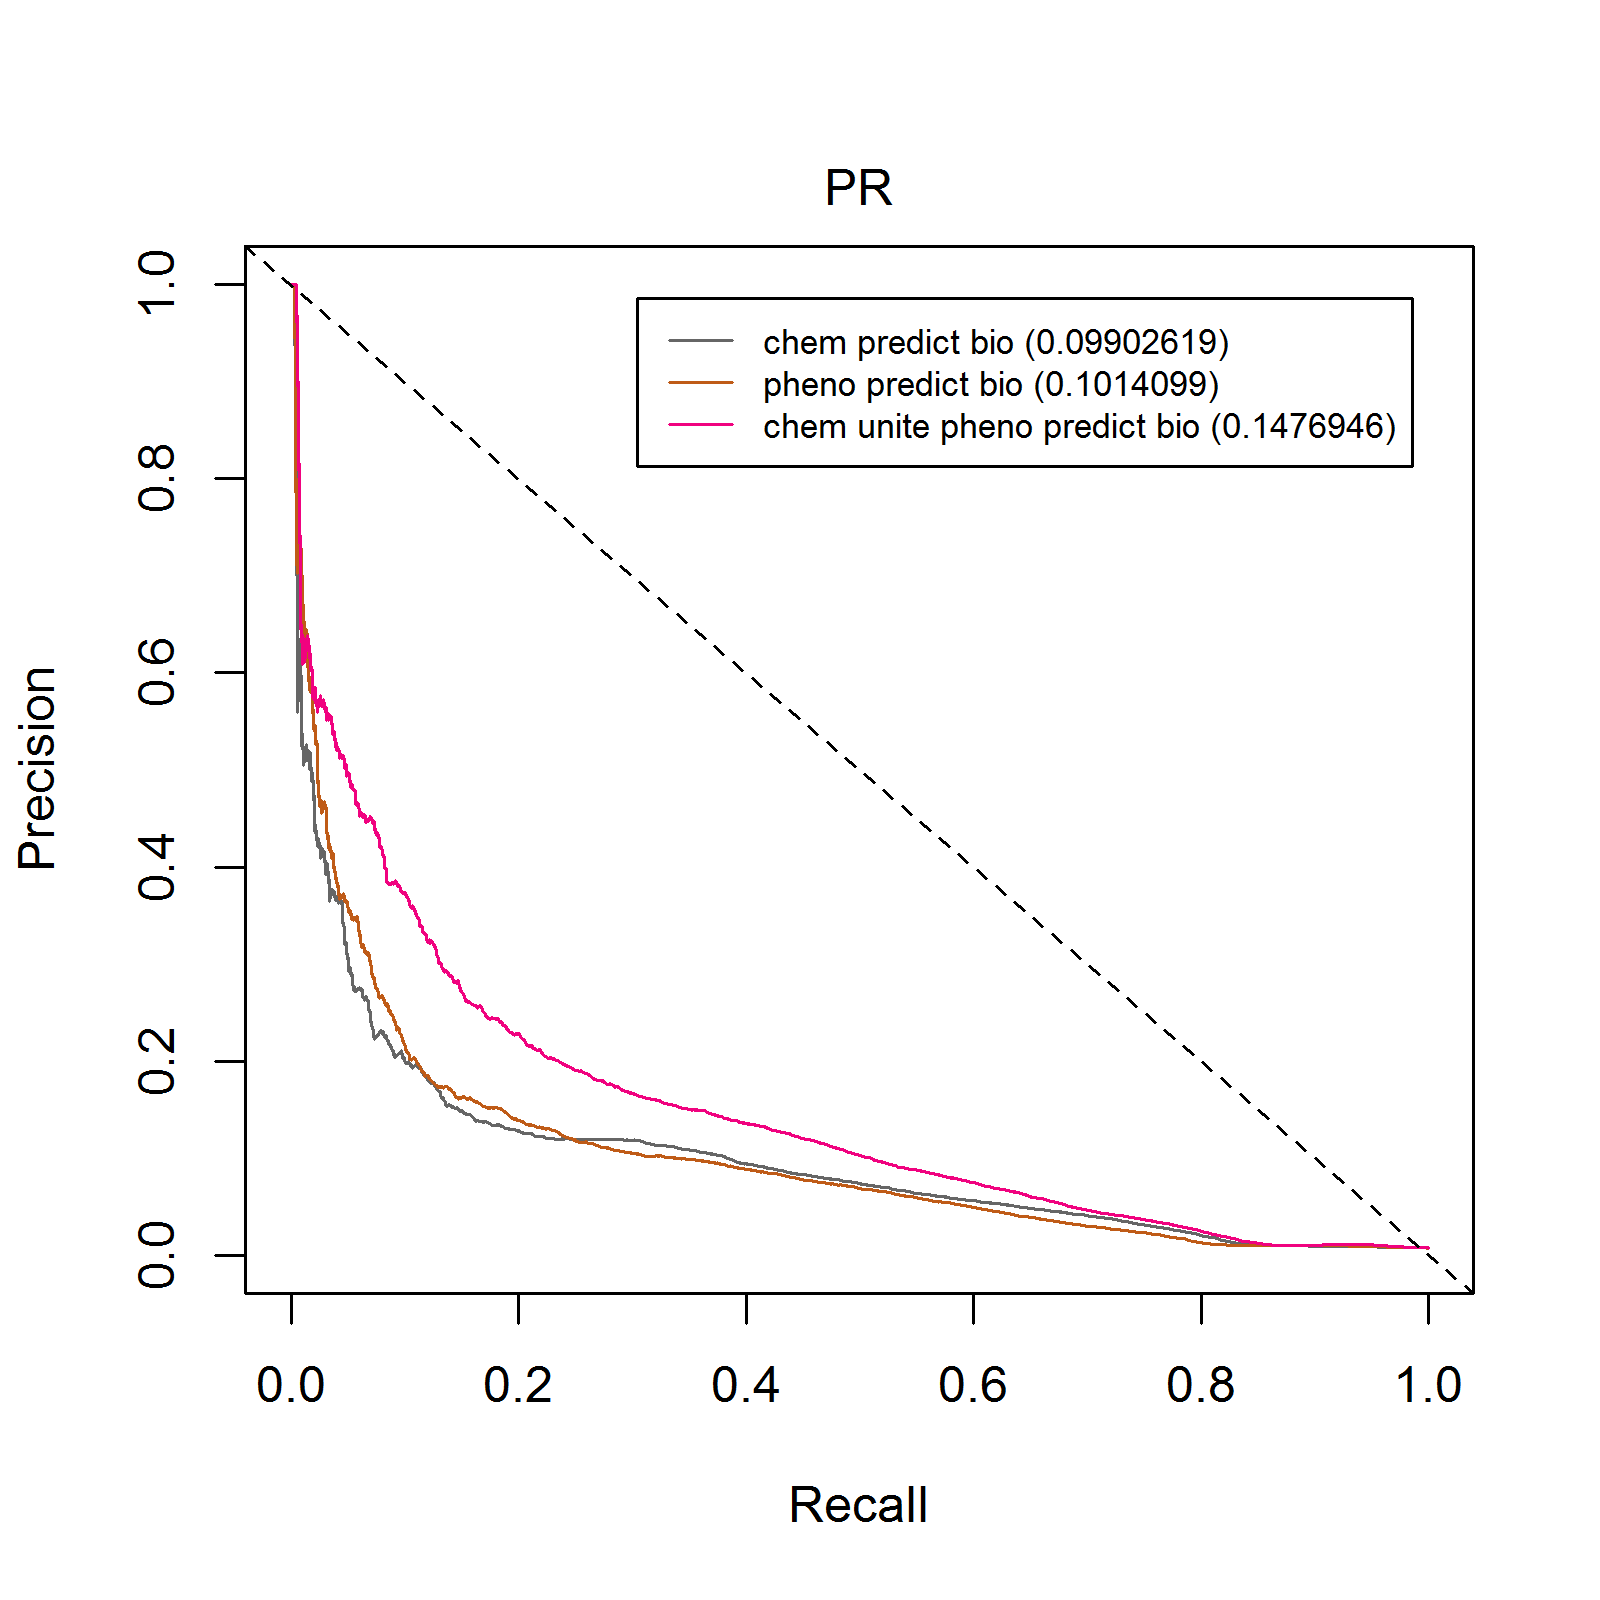 PR
1.0
0.8
0.6
0.4
0.2
0.0
Precision
chem predict bio (0.09902619)
pheno predict bio (0.1014099)
chem unite pheno predict bio (0.1476946)
0.0 0.2 0.4 0.6 0.8 1.0
Recall